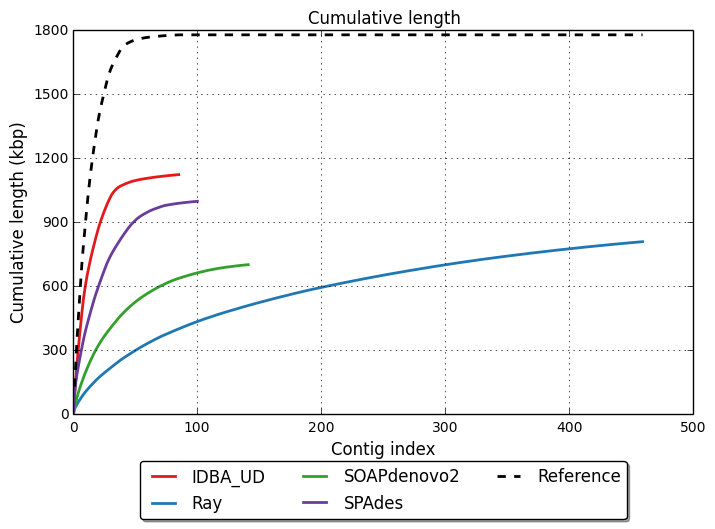 Cumulative length
Cumulative length (kbp)
1800
1500
1200
900
600
300
0
0 100 200 300 400 500
Contig index
IDBA_UD SOAPdenovo2 Reference
Ray SPAdes